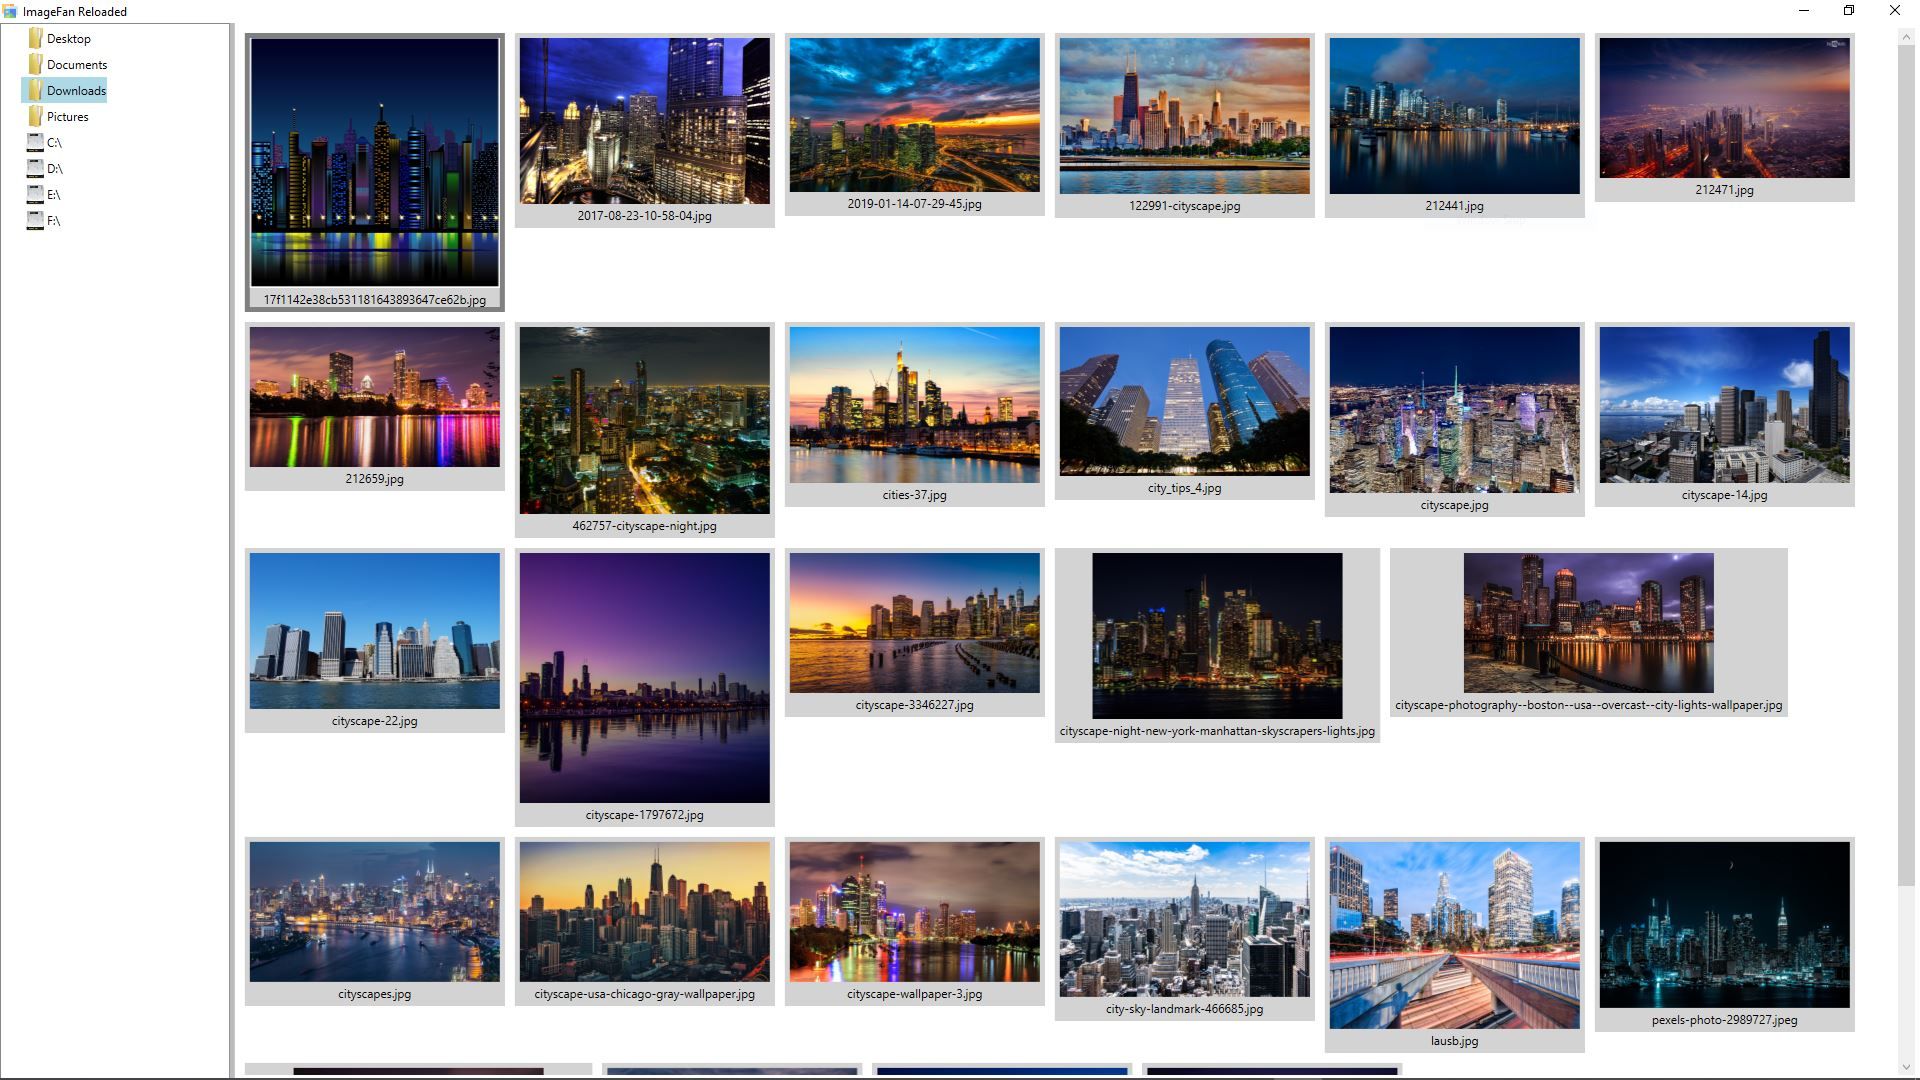 ImageFan Reloaded
Desktop
Documents
Downloads
Pictures
C:\
D:\
E:\
F:\
17f1142e38cb531181643893647ce62b.jpg
2017-08-23-10-58-04.jpg
2019-01-14-07-29-45.jpg
122991-cityscape.jpg
212441.jpg
212471.jpg
212659.jpg
462757-cityscape-night.jpg
cities-37.jpg
city_tips_4.jpg
cityscape.jpg
cityscape-14.jpg
cityscape-22.jpg
cityscape-1797672.jpg
cityscape-3346227.jpg
cityscape-night-new-york-manhattan-skyscrapers-lights.jpg
cityscape-photography--boston--usa--overcast--city-lights-wallpaper.jpg
cityscapes.jpg
cityscape-usa-chicago-gray-wallpaper.jpg
cityscape-wallpaper-3.jpg
city-sky-landmark-466685.jpg
lausb.jpg
pexels-photo-2989727.jpeg